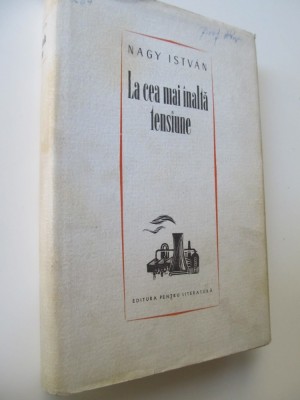 NAGY ISTVÁN
La cea mai înaltă
tensiune
EDITURA PENTRU LITERATURĂ